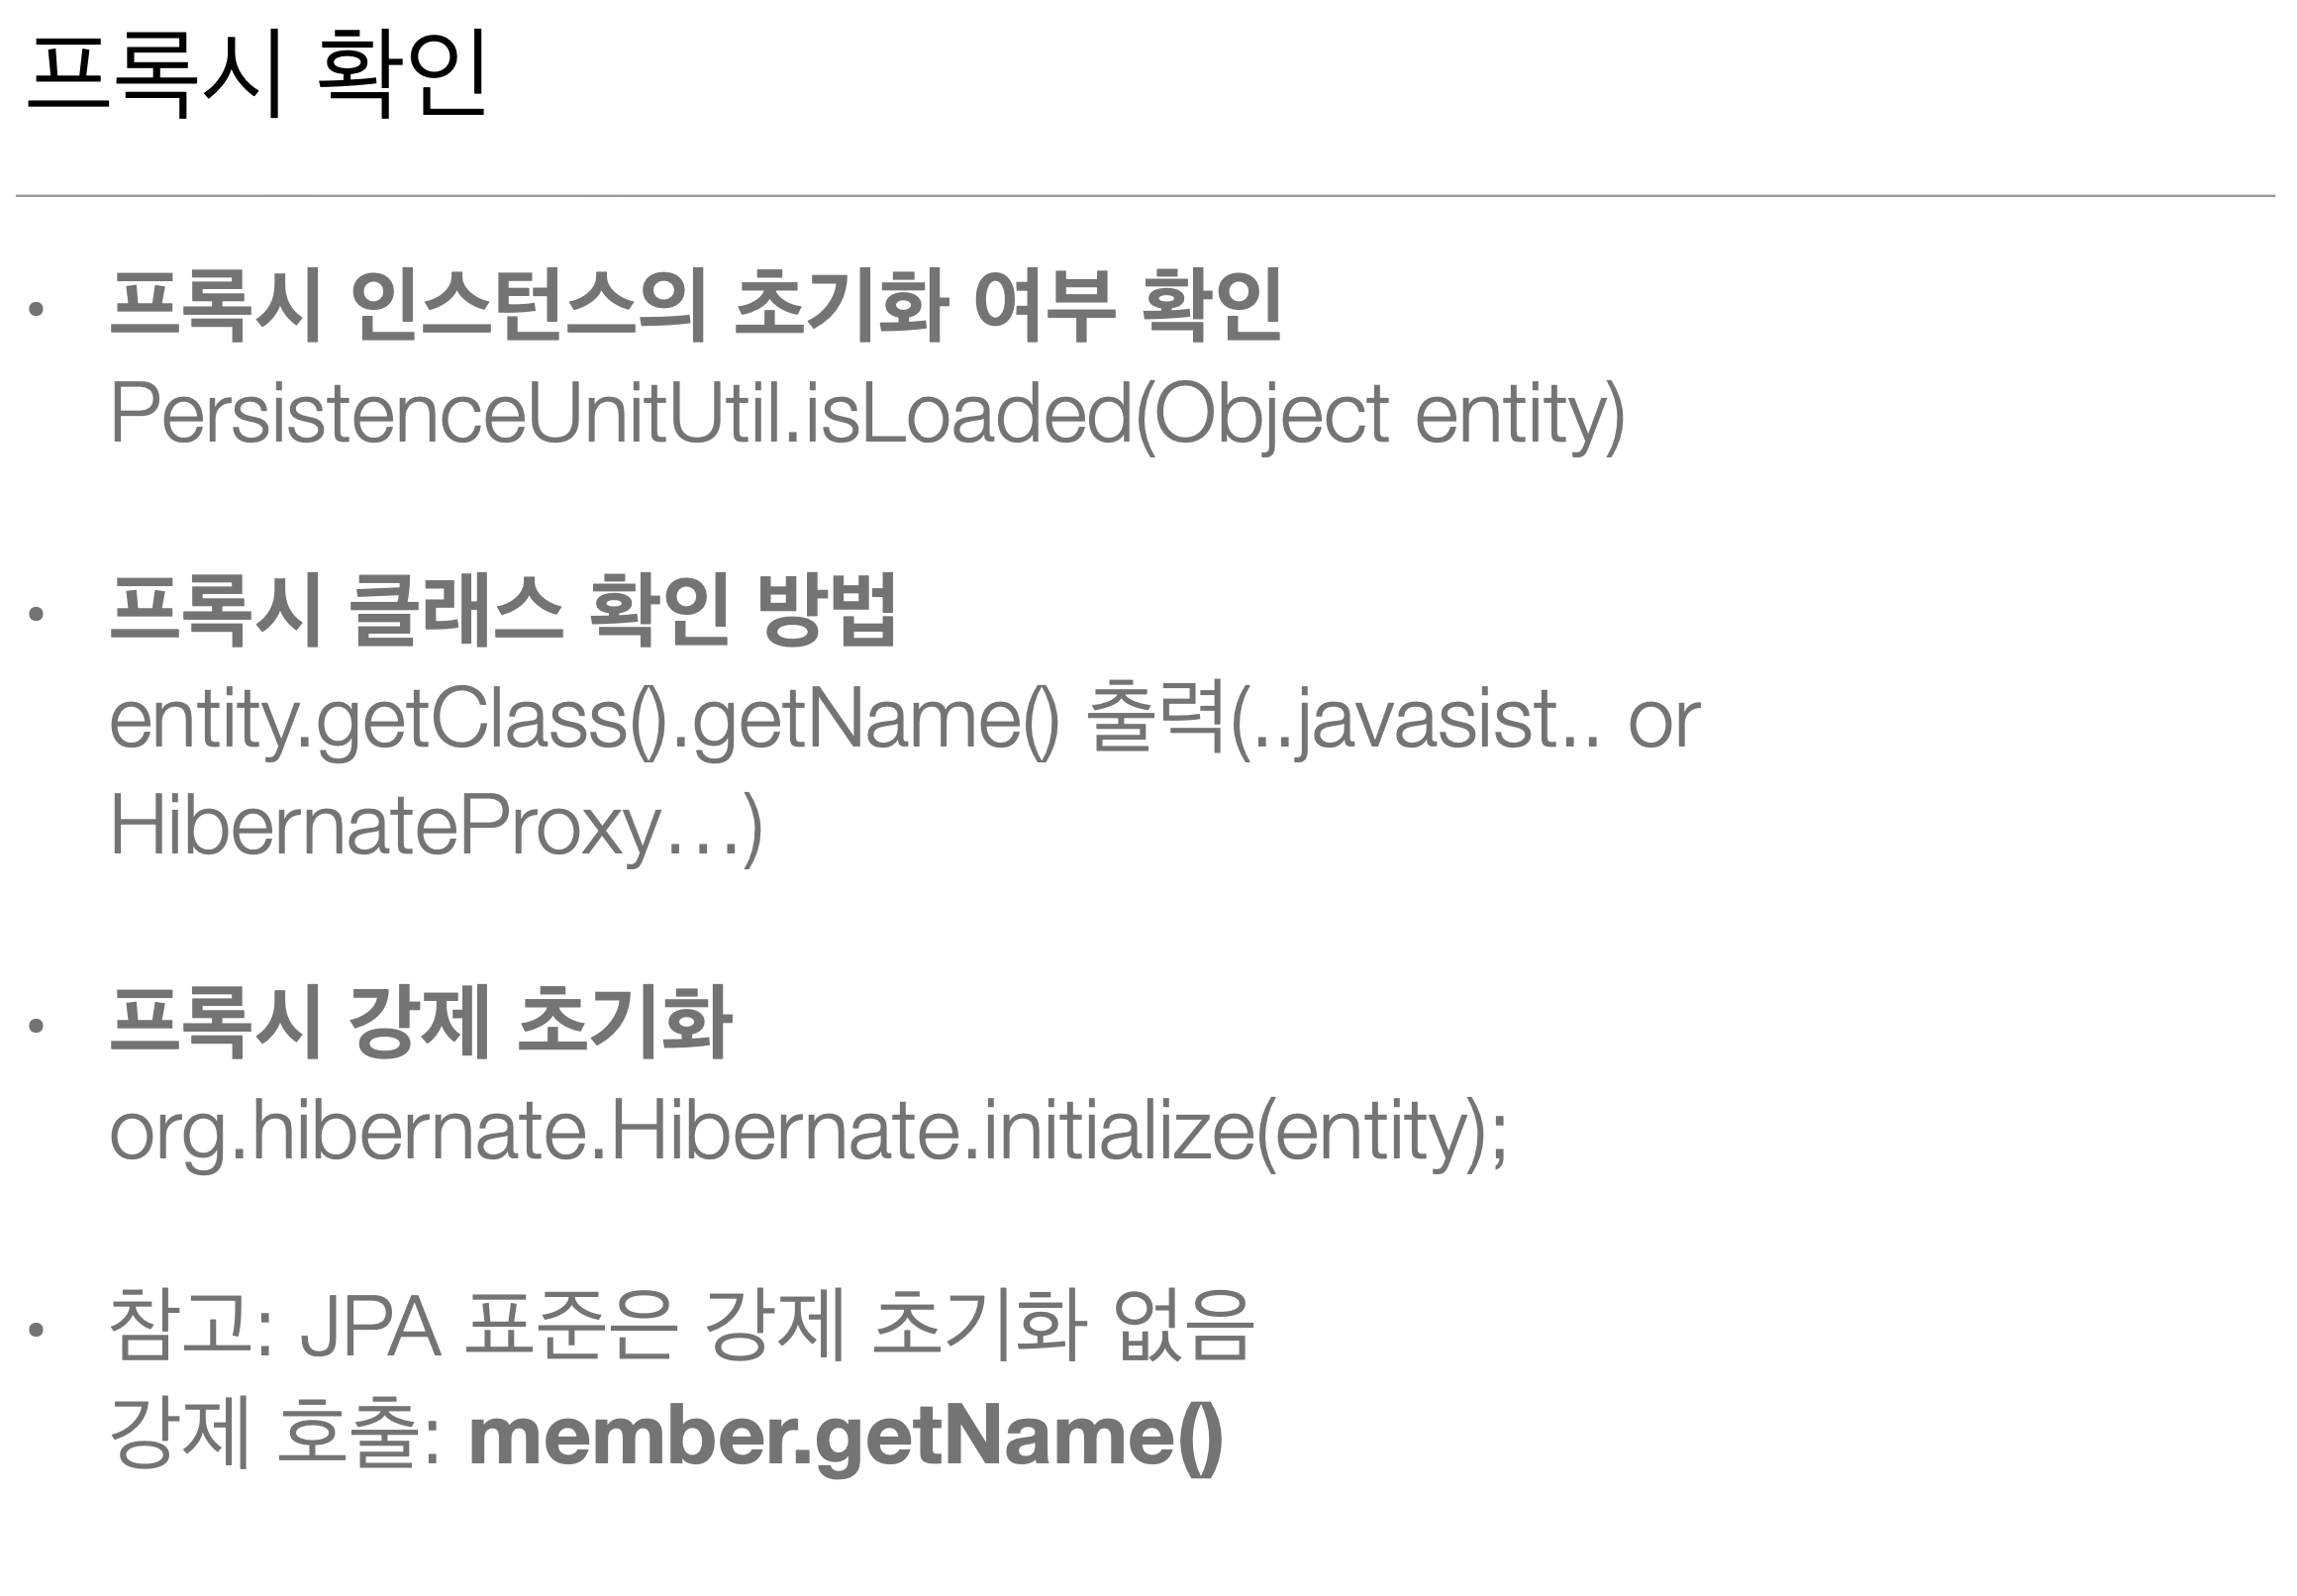 프록시 확인
• 프록시 인스턴스의 초기화 여부 확인
PersistenceUnitUtil.isLoaded(Object entity)
• 프록시 클래스 확인 방법
entity.getClass().getName() 출력(..javasist.. or
HibernateProxy...)
• 프록시 강제 초기화
org.hibernate.Hibernate.initialize(entity);
• 참고: JPA 표준은 강제 초기화 없음
강제 호출: member.getName()